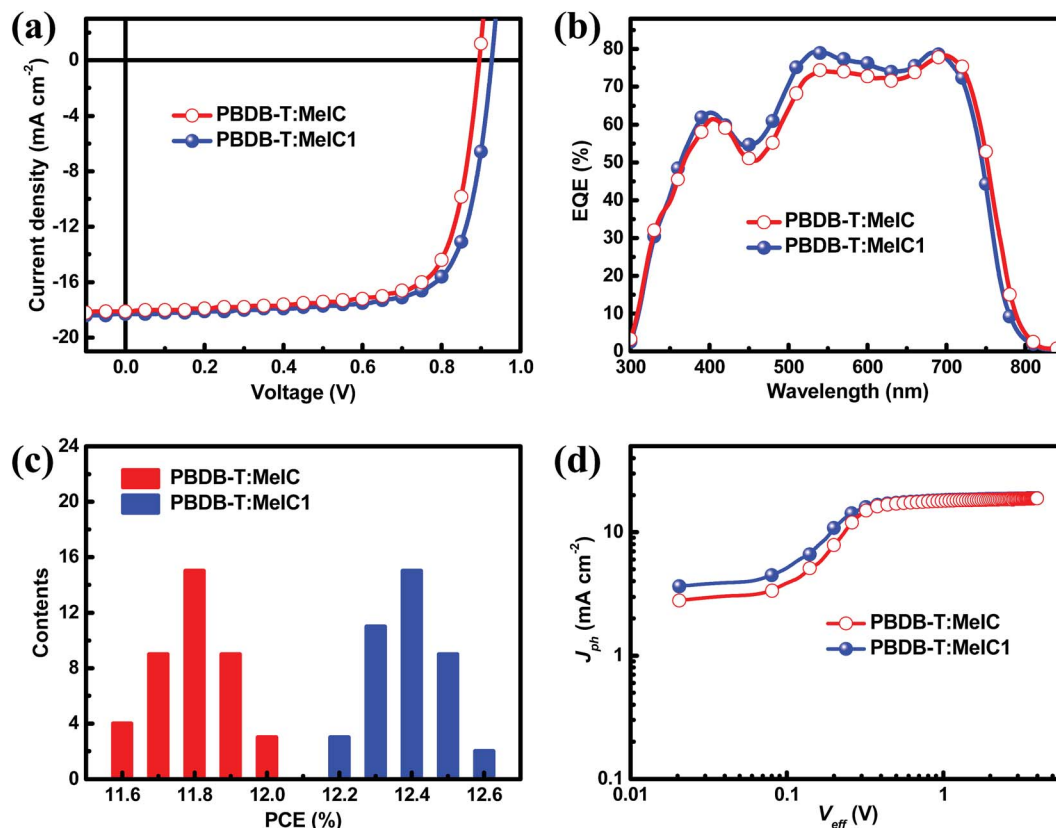 (a)
0
-4
-8
-12
-16
-20
Current density (mA cm⁻²)
PBDB-T:MeIC
PBDB-T:MeIC1
0.0 0.2 0.4 0.6 0.8 1.0
Voltage (V)
(b)
90
80
70
60
50
40
30
20
10
0
EQE (%)
PBDB-T:MeIC
PBDB-T:MeIC1
300 400 500 600 700 800
Wavelength (nm)
(c)
24
20
16
12
8
4
0
Contents
PBDB-T:MeIC
PBDB-T:MeIC1
11.6 11.8 12.0 12.2 12.4 12.6
PCE (%)
(d)
10
1
0.1
Jph (mA cm⁻²)
PBDB-T:MeIC
PBDB-T:MeIC1
0.01 0.1 1
Veff (V)